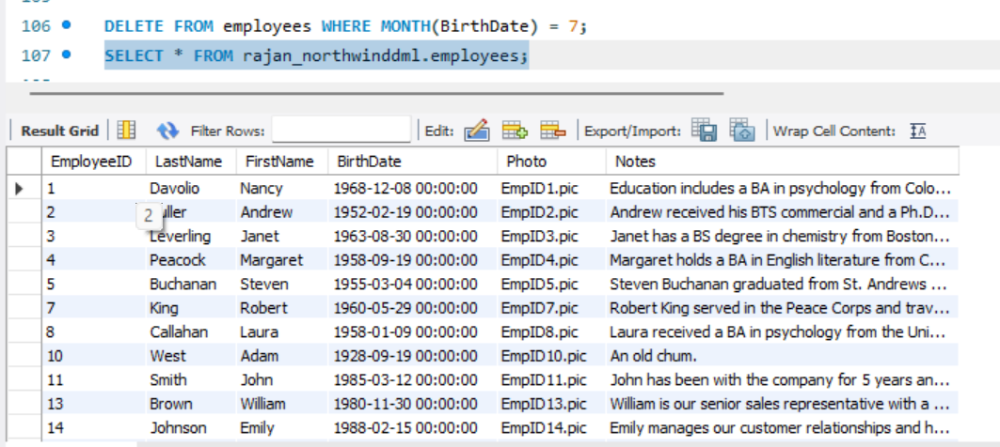 106 DELETE FROM employees WHERE MONTH(BirthDate) = 7;
107 SELECT * FROM rajan_northwinddml.employees;
Result Grid Filter Rows: Edit: Export/Import: Wrap Cell Content:
EmployeeID LastName FirstName BirthDate Photo Notes
1 Davolio Nancy 1968-12-08 00:00:00 EmpID1.pic Education includes a BA in psychology from Colo...
2 2 uller Andrew 1952-02-19 00:00:00 EmpID2.pic Andrew received his BTS commercial and a Ph.D...
3 Leverling Janet 1963-08-30 00:00:00 EmpID3.pic Janet has a BS degree in chemistry from Boston...
4 Peacock Margaret 1958-09-19 00:00:00 EmpID4.pic Margaret holds a BA in English literature from C...
5 Buchanan Steven 1955-03-04 00:00:00 EmpID5.pic Steven Buchanan graduated from St. Andrews ...
7 King Robert 1960-05-29 00:00:00 EmpID7.pic Robert King served in the Peace Corps and trav...
8 Callahan Laura 1958-01-09 00:00:00 EmpID8.pic Laura received a BA in psychology from the Uni...
10 West Adam 1928-09-19 00:00:00 EmpID10.pic An old chum.
11 Smith John 1985-03-12 00:00:00 EmpID11.pic John has been with the company for 5 years an...
13 Brown William 1980-11-30 00:00:00 EmpID13.pic William is our senior sales representative with a ...
14 Johnson Emily 1988-02-15 00:00:00 EmpID14.pic Emily manages our customer relationships and h...